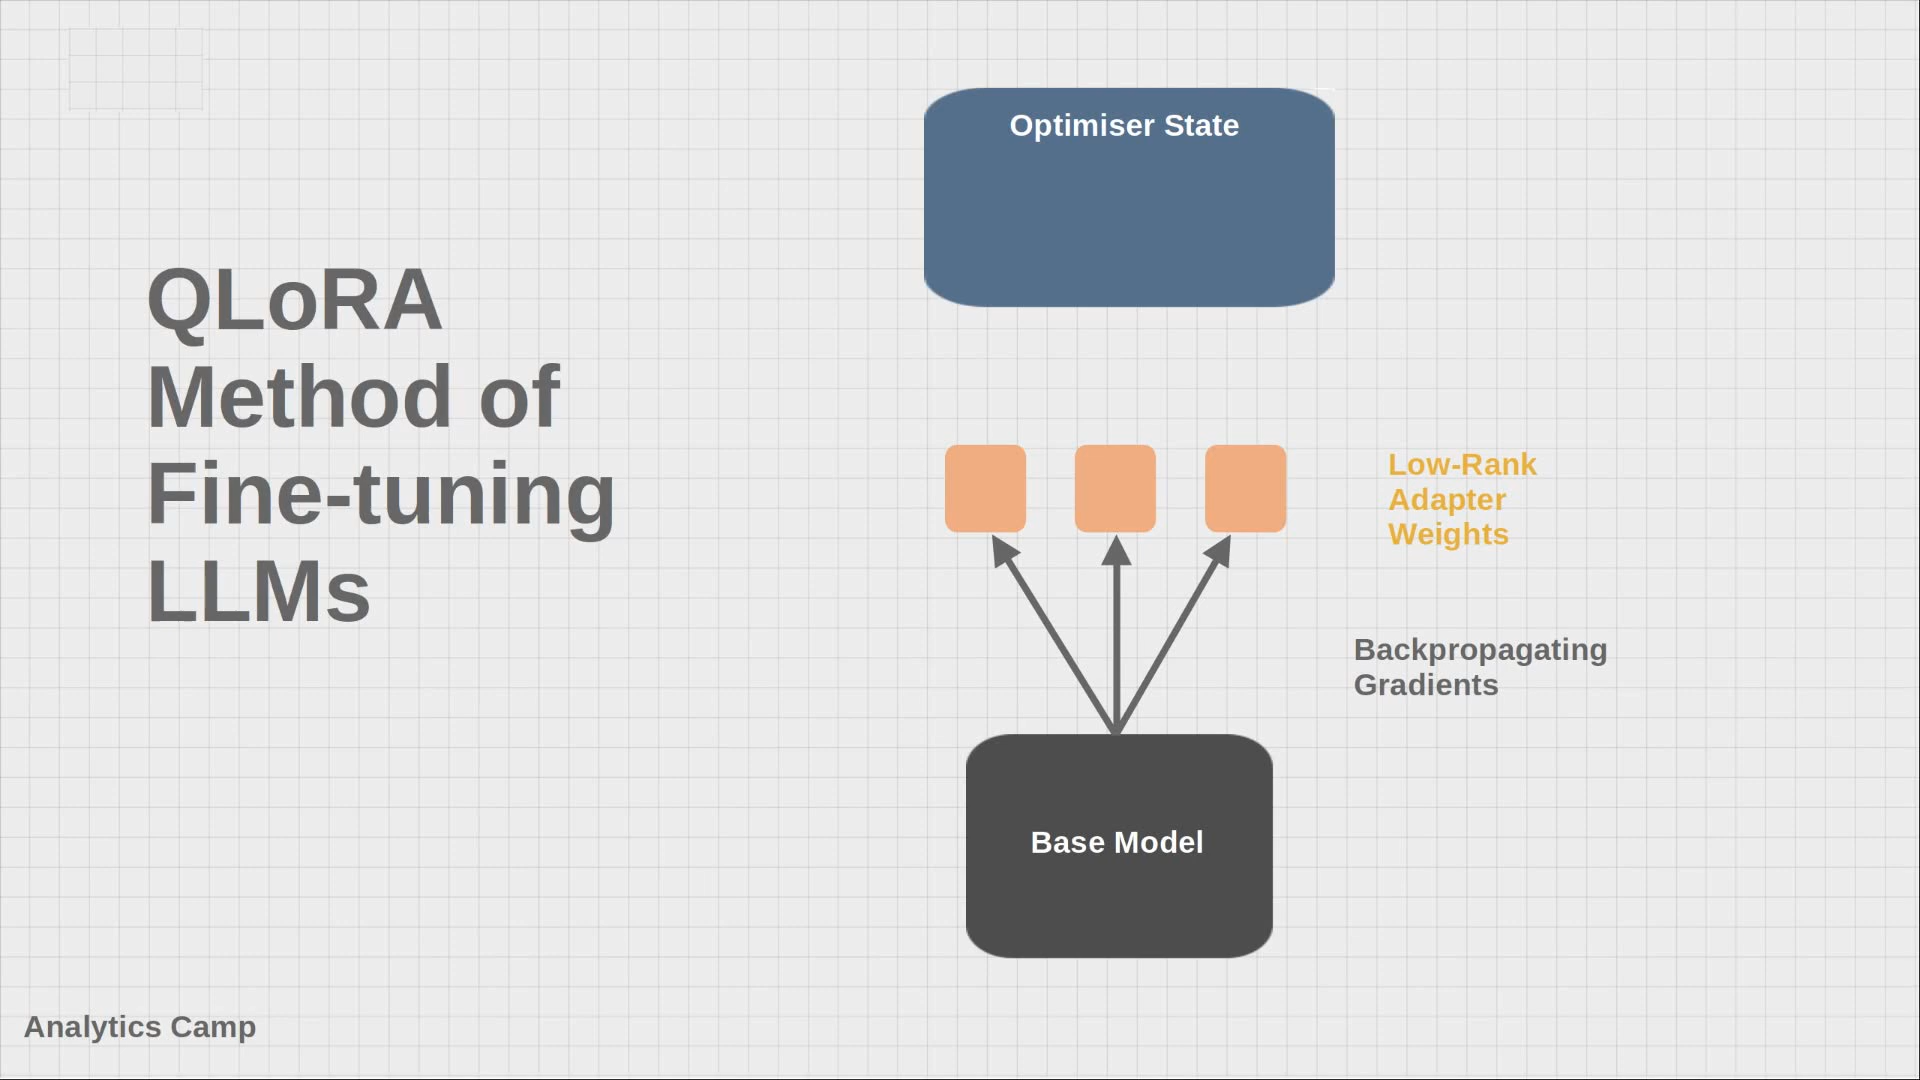 QLoRA
Method of
Fine-tuning
LLMs
Optimiser State
Low-Rank
Adapter
Weights
Backpropagating
Gradients
Base Model
Analytics Camp